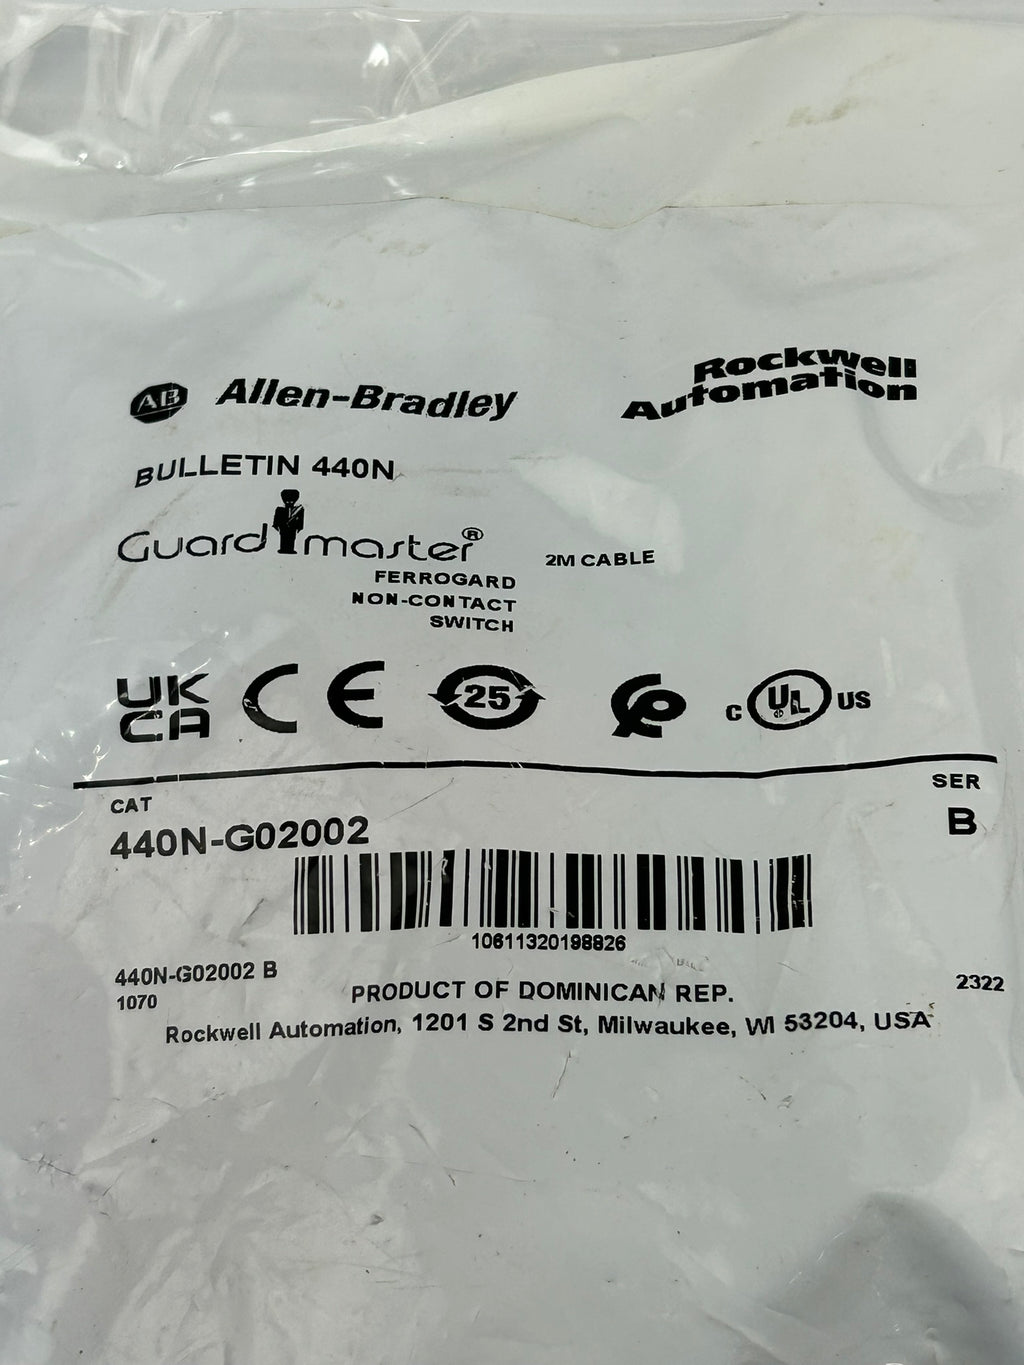 AB Allen-Bradley
Rockwell
Automation
BULLETIN 440N
Guardmaster®
2M CABLE
FERROGARD
NON-CONTACT
SWITCH
UK
CA
CE
25
C UL US
CAT
SER
440N-G02002
B
10611320198826
440N-G02002 B
1070
PRODUCT OF DOMINICAN REP.
2322
Rockwell Automation, 1201 S 2nd St, Milwaukee, WI 53204, USA